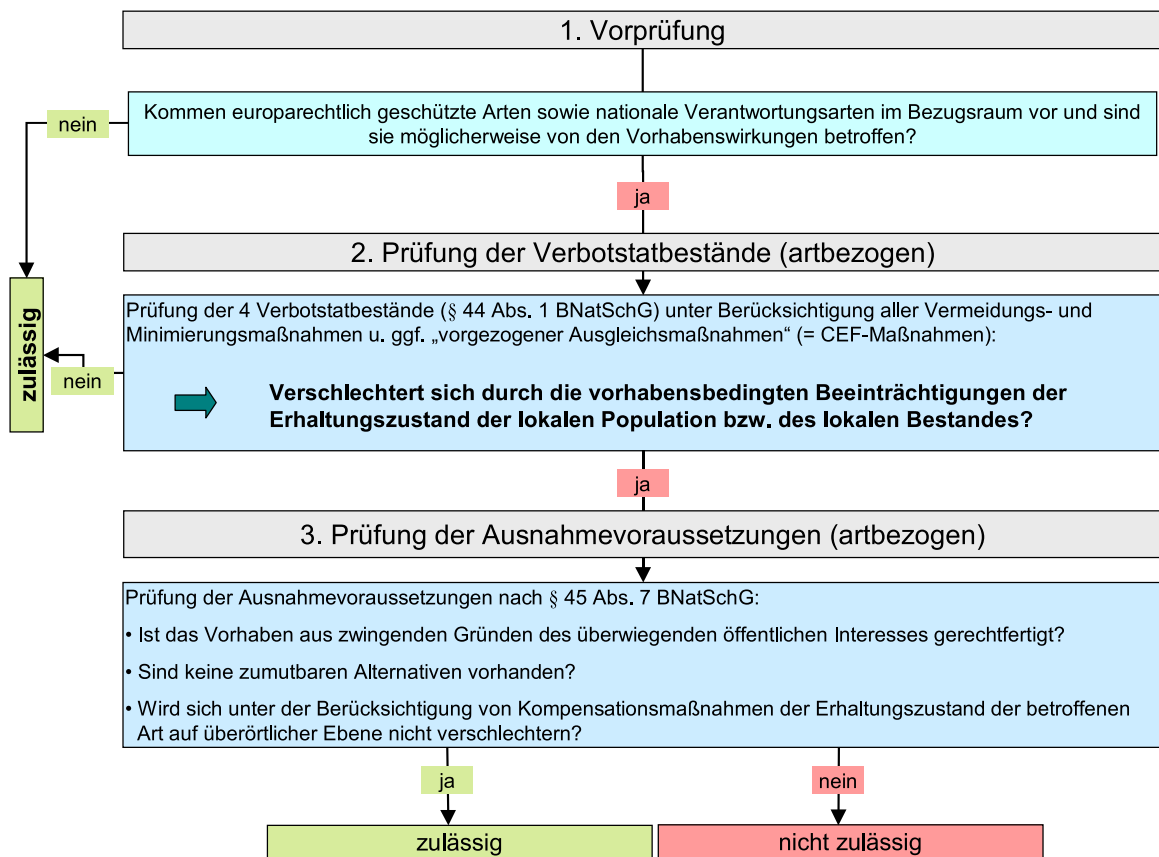 1. Vorprüfung
Kommen europarechtlich geschützte Arten sowie nationale Verantwortungsarten im Bezugsraum vor und sind
sie möglicherweise von den Vorhabenswirkungen betroffen?
nein
ja
2. Prüfung der Verbotstatbestände (artbezogen)
zulässig
Prüfung der 4 Verbotstatbestände (§ 44 Abs. 1 BNatSchG) unter Berücksichtigung aller Vermeidungs- und
Minimierungsmaßnahmen u. ggf. „vorgezogener Ausgleichsmaßnahmen“ (= CEF-Maßnahmen):
nein
Verschlechtert sich durch die vorhabensbedingten Beeinträchtigungen der
Erhaltungszustand der lokalen Population bzw. des lokalen Bestandes?
ja
3. Prüfung der Ausnahmevoraussetzungen (artbezogen)
Prüfung der Ausnahmevoraussetzungen nach § 45 Abs. 7 BNatSchG:
• Ist das Vorhaben aus zwingenden Gründen des überwiegenden öffentlichen Interesses gerechtfertigt?
• Sind keine zumutbaren Alternativen vorhanden?
• Wird sich unter der Berücksichtigung von Kompensationsmaßnahmen der Erhaltungszustand der betroffenen
Art auf überörtlicher Ebene nicht verschlechtern?
ja
nein
zulässig
nicht zulässig